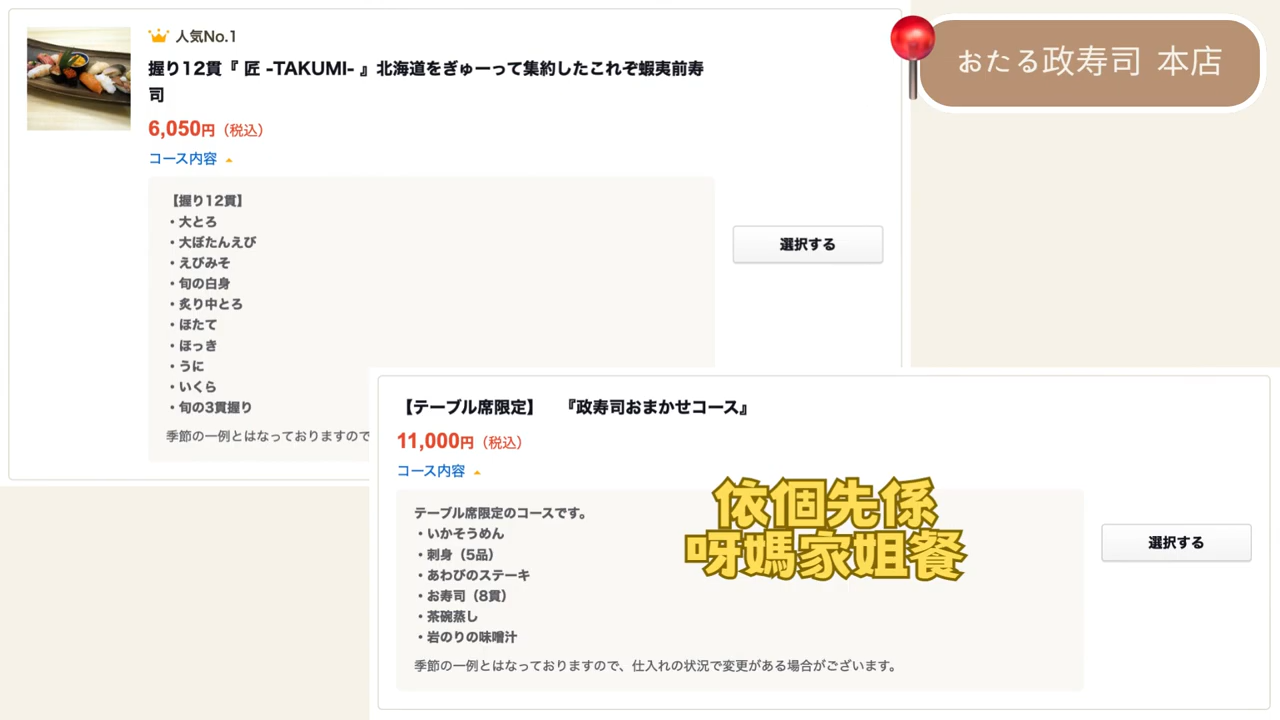 おたる政寿司 本店
人気No.1
握り12貫『 匠 -TAKUMI- 』北海道をぎゅーって集約したこれぞ蝦夷前寿
司
6,050円（税込）
コース内容
【握り12貫】
・大とろ
・大ぼたんえび
・えびみそ
・旬の白身
・炙り中とろ
・ほたて
・ほっき
・うに
・いくら
・旬の3貫握り
季節の一例とはなっておりますので
選択する
【テーブル席限定】 『政寿司おまかせコース』
11,000円（税込）
コース内容
テーブル席限定のコースです。
・いかそうめん
・刺身（5品）
・あわびのステーキ
・お寿司（8貫）
・茶碗蒸し
・岩のりの味噌汁
季節の一例とはなっておりますので、仕入れの状況で変更がある場合がございます。
選択する
依個先係
呀媽家姐餐